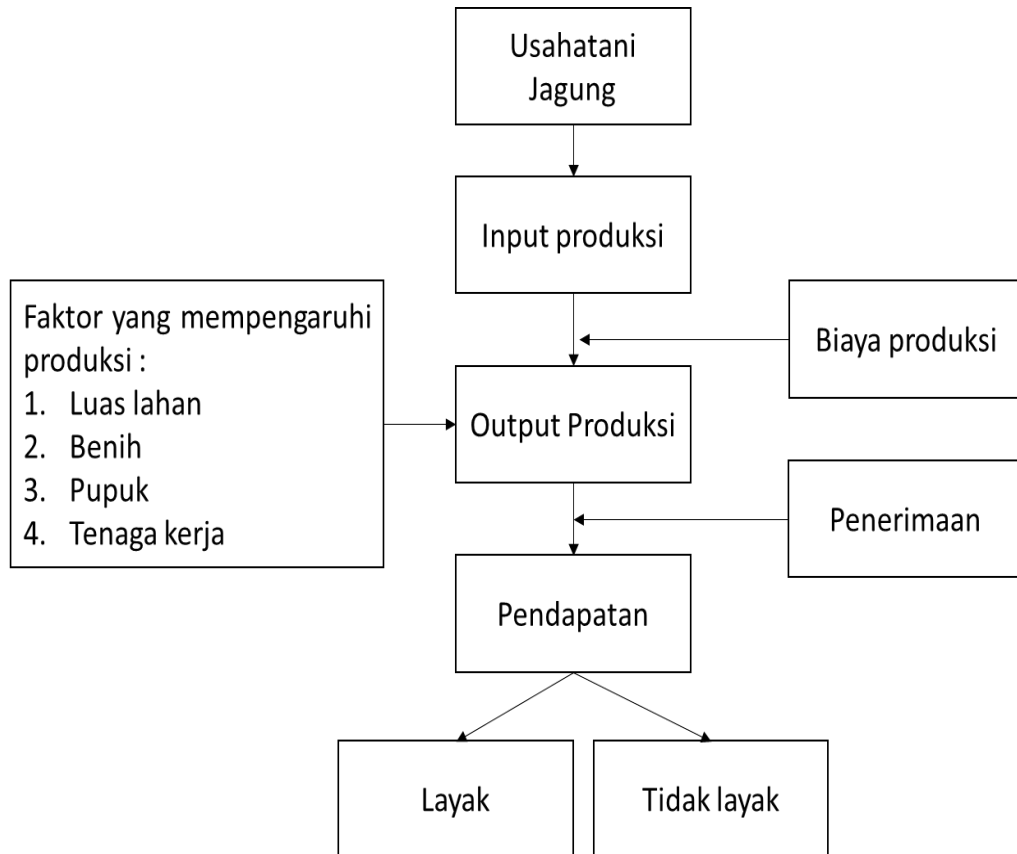 Usahatani
Jagung
Input produksi
Faktor yang mempengaruhi
produksi :
1. Luas lahan
2. Benih
3. Pupuk
4. Tenaga kerja
Biaya produksi
Output Produksi
Penerimaan
Pendapatan
Layak
Tidak layak